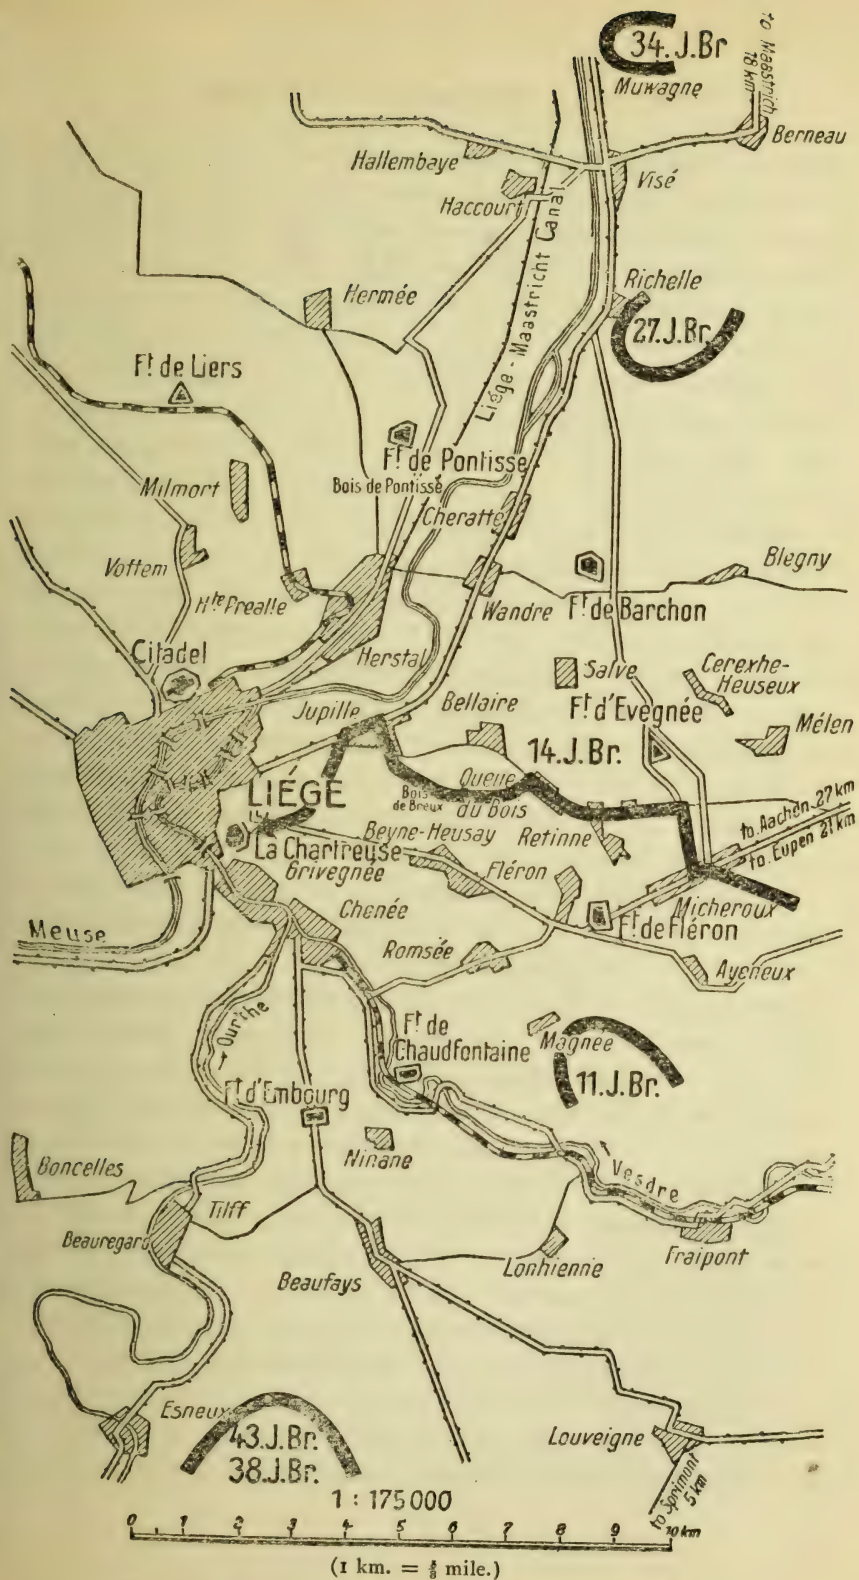 34.J.Br
to Maastrich
18 km
Muwagne
Berneau
Hallembaye
Visé
Haccourt
Liége - Maastricht Canal
Richelle
Hermée
27.J.Br.
Ft de Liers
Ft de Pontisse
Bois de Pontisse
Milmort
Cheratte
Vottem
Blegny
Hte Prealle
Wandre
Ft de Barchon
Citadel
Herstal
Salve
Cerexhe-
Heuseux
Jupille
Bellaire
Ft d'Evegnée
Mélen
14.J.Br.
Queue
du Bois
Bois
de Breux
LIÉGE
to Aachen 27 km
to Eupen 21 km
Beyne-Heusay
Retinne
La Chartreuse
Grivegnée
Fléron
Micheroux
Chenée
Ft de Fléron
Meuse
Romsée
Ayeneux
Ourthe
Ft de
Chaudfontaine
Magnée
11.J.Br.
Ft d'Embourg
Boncelles
Ninane
Vesdre
Tilff
Beauregard
Lonhienne
Fraipont
Beaufays
Esneux
43.J.Br.
38.J.Br.
Louveigne
to Sprimont
5 km
1 : 175000
0 1 2 3 4 5 6 7 8 9 10 km
(1 km. = ⅝ mile.)